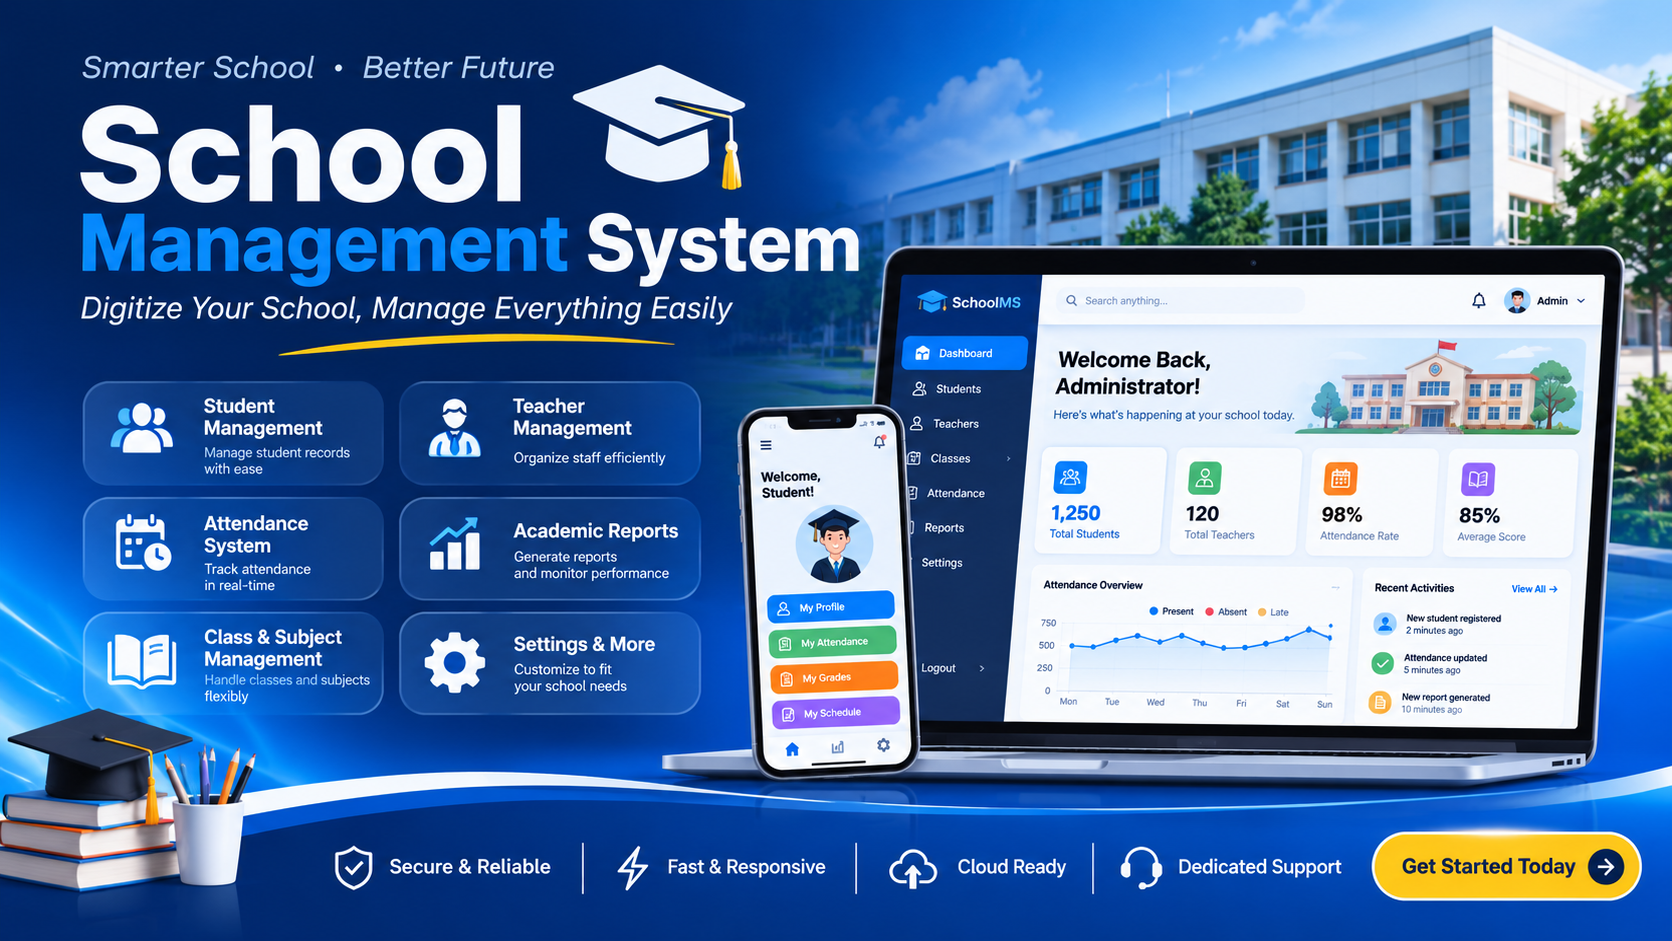 Smarter School • Better Future
School
Management System
Digitize Your School, Manage Everything Easily
Student
Management
Manage student records
with ease
Teacher
Management
Organize staff efficiently
Attendance
System
Track attendance
in real-time
Academic Reports
Generate reports
and monitor performance
Class & Subject
Management
Handle classes and subjects
flexibly
Settings & More
Customize to fit
your school needs
Welcome,
Student!
My Profile
My Attendance
My Grades
My Schedule
SchoolMS
Dashboard
Students
Teachers
Classes
Attendance
Reports
Settings
Logout
Search anything...
Admin
Welcome Back,
Administrator!
Here's what's happening at your school today.
1,250
Total Students
120
Total Teachers
98%
Attendance Rate
85%
Average Score
Attendance Overview
Present Absent Late
750
500
250
0
Mon Tue Wed Thu Fri Sat Sun
Recent Activities
View All →
New student registered
2 minutes ago
Attendance updated
5 minutes ago
New report generated
10 minutes ago
Secure & Reliable
Fast & Responsive
Cloud Ready
Dedicated Support
Get Started Today